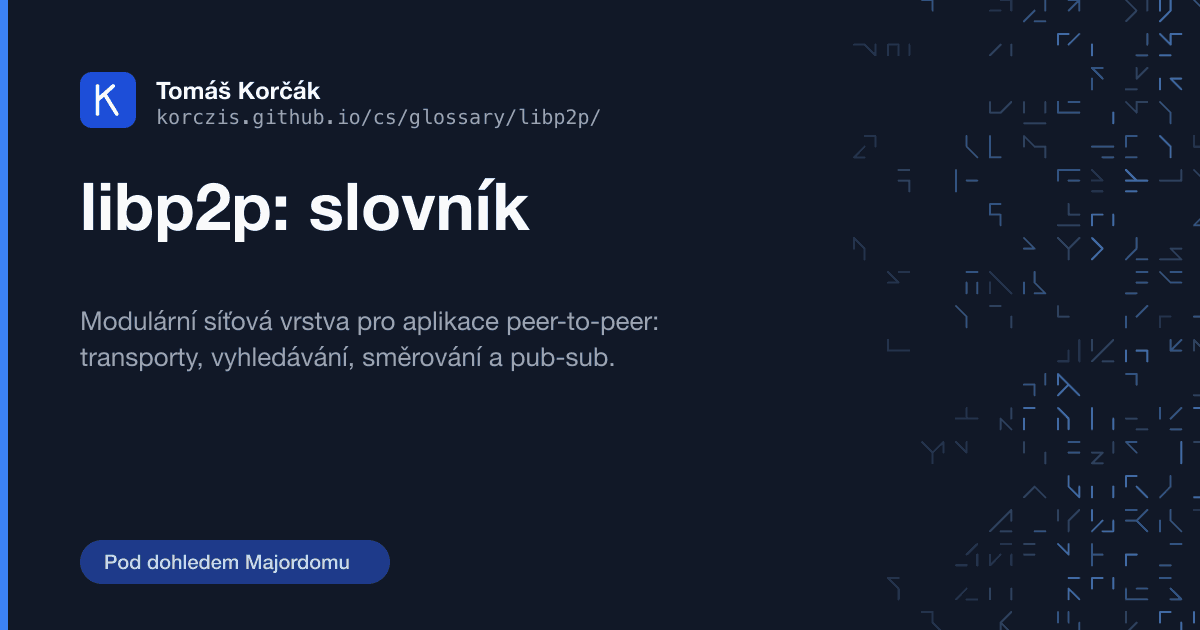 Tomáš Korčák
korczis.github.io/cs/glossary/libp2p/
libp2p: slovník
Modulární síťová vrstva pro aplikace peer-to-peer:
transporty, vyhledávání, směrování a pub-sub.
Pod dohledem Majordomu